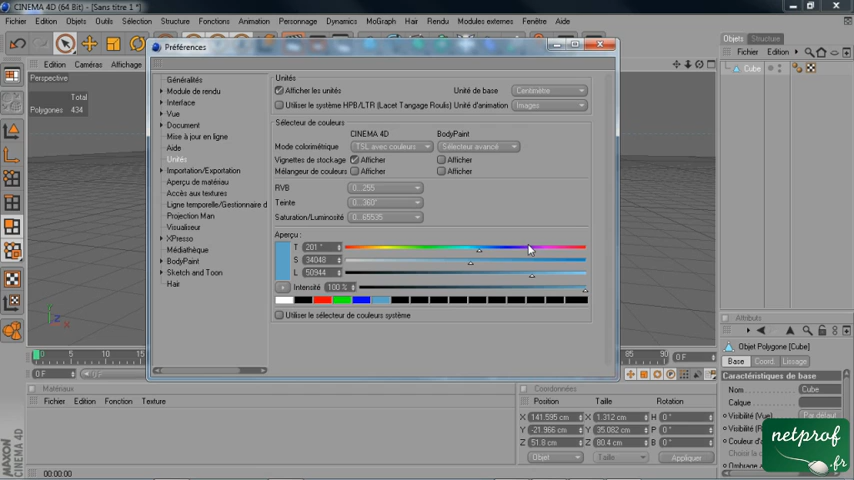 CINEMA 4D (64 Bit) - [Sans titre 1 *]
Fichier Edition Objets Outils Sélection Structure Fonctions Animation Personnages Dynamics MoGraph Hair Rendu Modules externes Script Fenêtre Aide
Edition Caméras Affichage
Perspective
Total
Polygones 434
Préférences
Généralités
Module de rendu
Interface
Vue
Document
Mise à jour en ligne
Aide
Unités
Importation/Exportation
Aperçu de matériau
Accès aux textures
Ligne temporelle/Gestionnaire d
Projection Man
Visualiseur
XPresso
Médiathèque
BodyPaint
Sketch and Toon
Hair
Unités
Afficher les unités Unité de base Centimètre
Utiliser le système HPB/LTR (Lacet Tangage Roulis) Unité d'animation Images
Sélecteur de couleurs
CINEMA 4D BodyPaint
Mode colorimétrique TSL avec couleurs Sélecteur avancé
Vignettes de stockage Afficher Afficher
Mélangeur de couleurs Afficher Afficher
RVB 0...255
Teinte 0...360°
Saturation/Luminosité 0...65535
Aperçu :
T 201 °
S 34048
L 50944
Intensité 100 %
Utiliser le sélecteur de couleurs système
Objets Structure
Fichier Edition
Cube
Attributs
Mode
Objet Polygone [Cube]
Base Coord. Lissage
Caractéristiques de base
Nom Cube
Calque
Visibilité (Vue) Par défaut
Visibilité (R
Couleur d'a
Ombrage
0 5 10 15 85 90 0 F
0 F
Matériaux
Fichier Edition Fonction Texture
Coordonnées
Position Taille Rotation
X 141.595 cm X 1.312 cm H 0 °
Y -21.966 cm Y 35.082 cm P 0 °
Z 51.8 cm Z 80.4 cm B 0 °
Objet Taille Appliquer
00:00:00
MAXON
CINEMA 4D
netprof
.fr